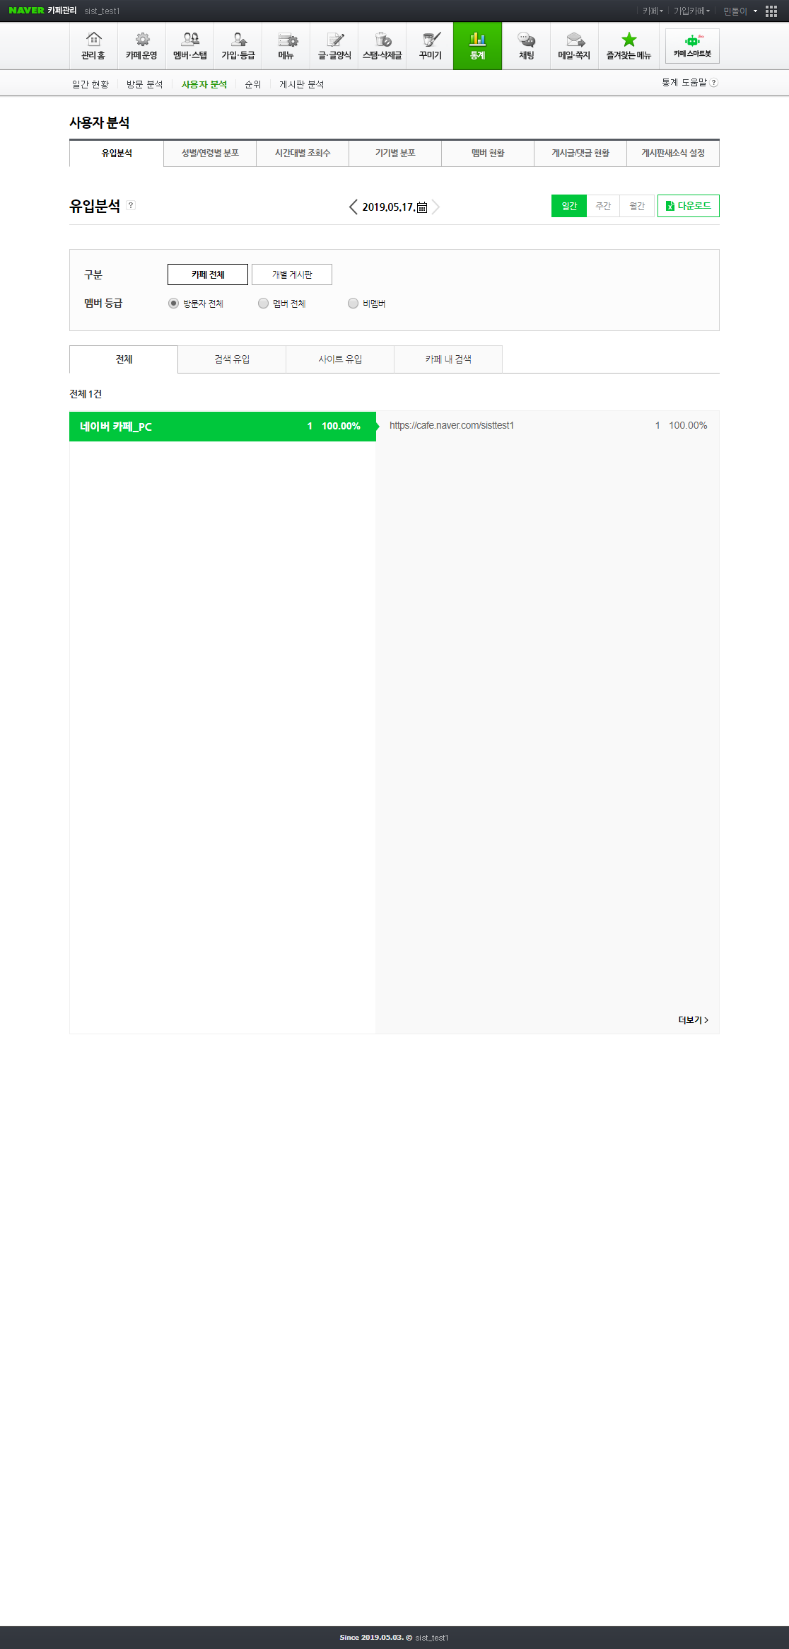 NAVER 카페관리 sist_test1 카페 가입카페 만돌이
관리 홈 카페 운영 멤버·스탭 가입·등급 메뉴 글·글양식 스팸·삭제글 꾸미기 통계 채팅 메일·쪽지 즐겨찾는 메뉴 카페 스마트봇
일간 현황 방문 분석 사용자 분석 순위 게시판 분석 통계 도움말 ?
사용자 분석
유입분석 성별/연령별 분포 시간대별 조회수 기기별 분포 멤버 현황 게시글/댓글 현황 게시판새소식 설정
유입분석 ? 2019.05.17. 일간 주간 월간 다운로드
구분 카페 전체 개별 게시판
멤버 등급 방문자 전체 멤버 전체 비멤버
전체 검색 유입 사이트 유입 카페 내 검색
전체 1건
네이버 카페_PC 1 100.00% https://cafe.naver.com/sisttest1 1 100.00%
더보기 >
Since 2019.05.03. © sist_test1